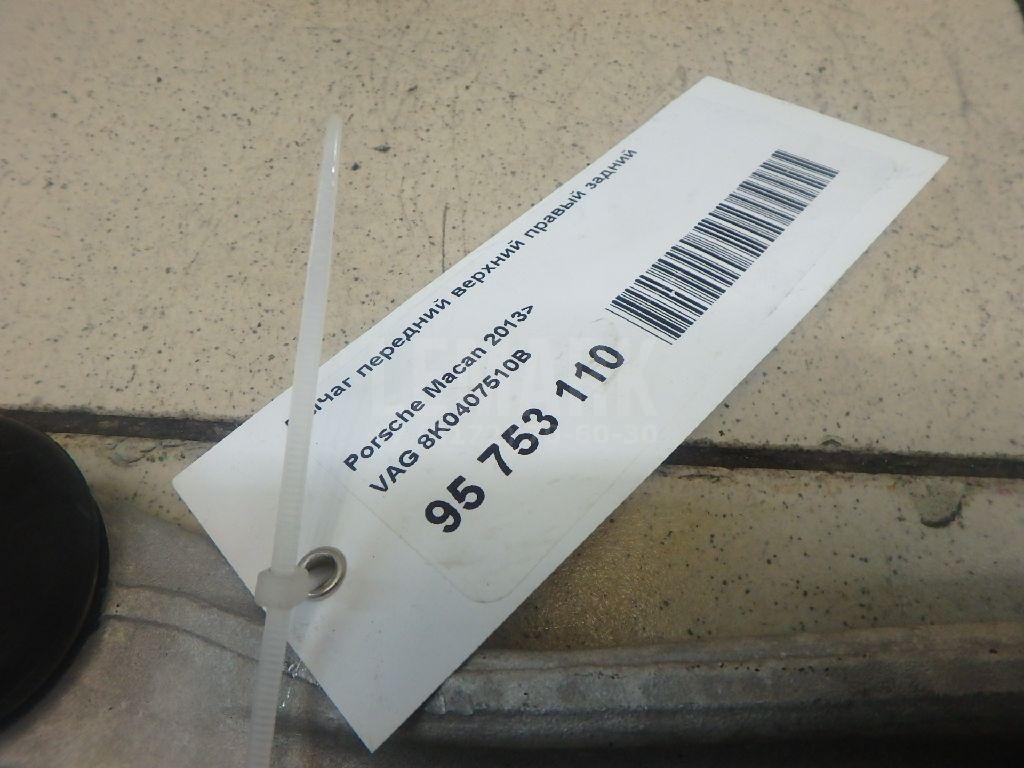 передний верхний правый задний
Porsche Macan 2013>
VAG 8K0407510B
95 753 110